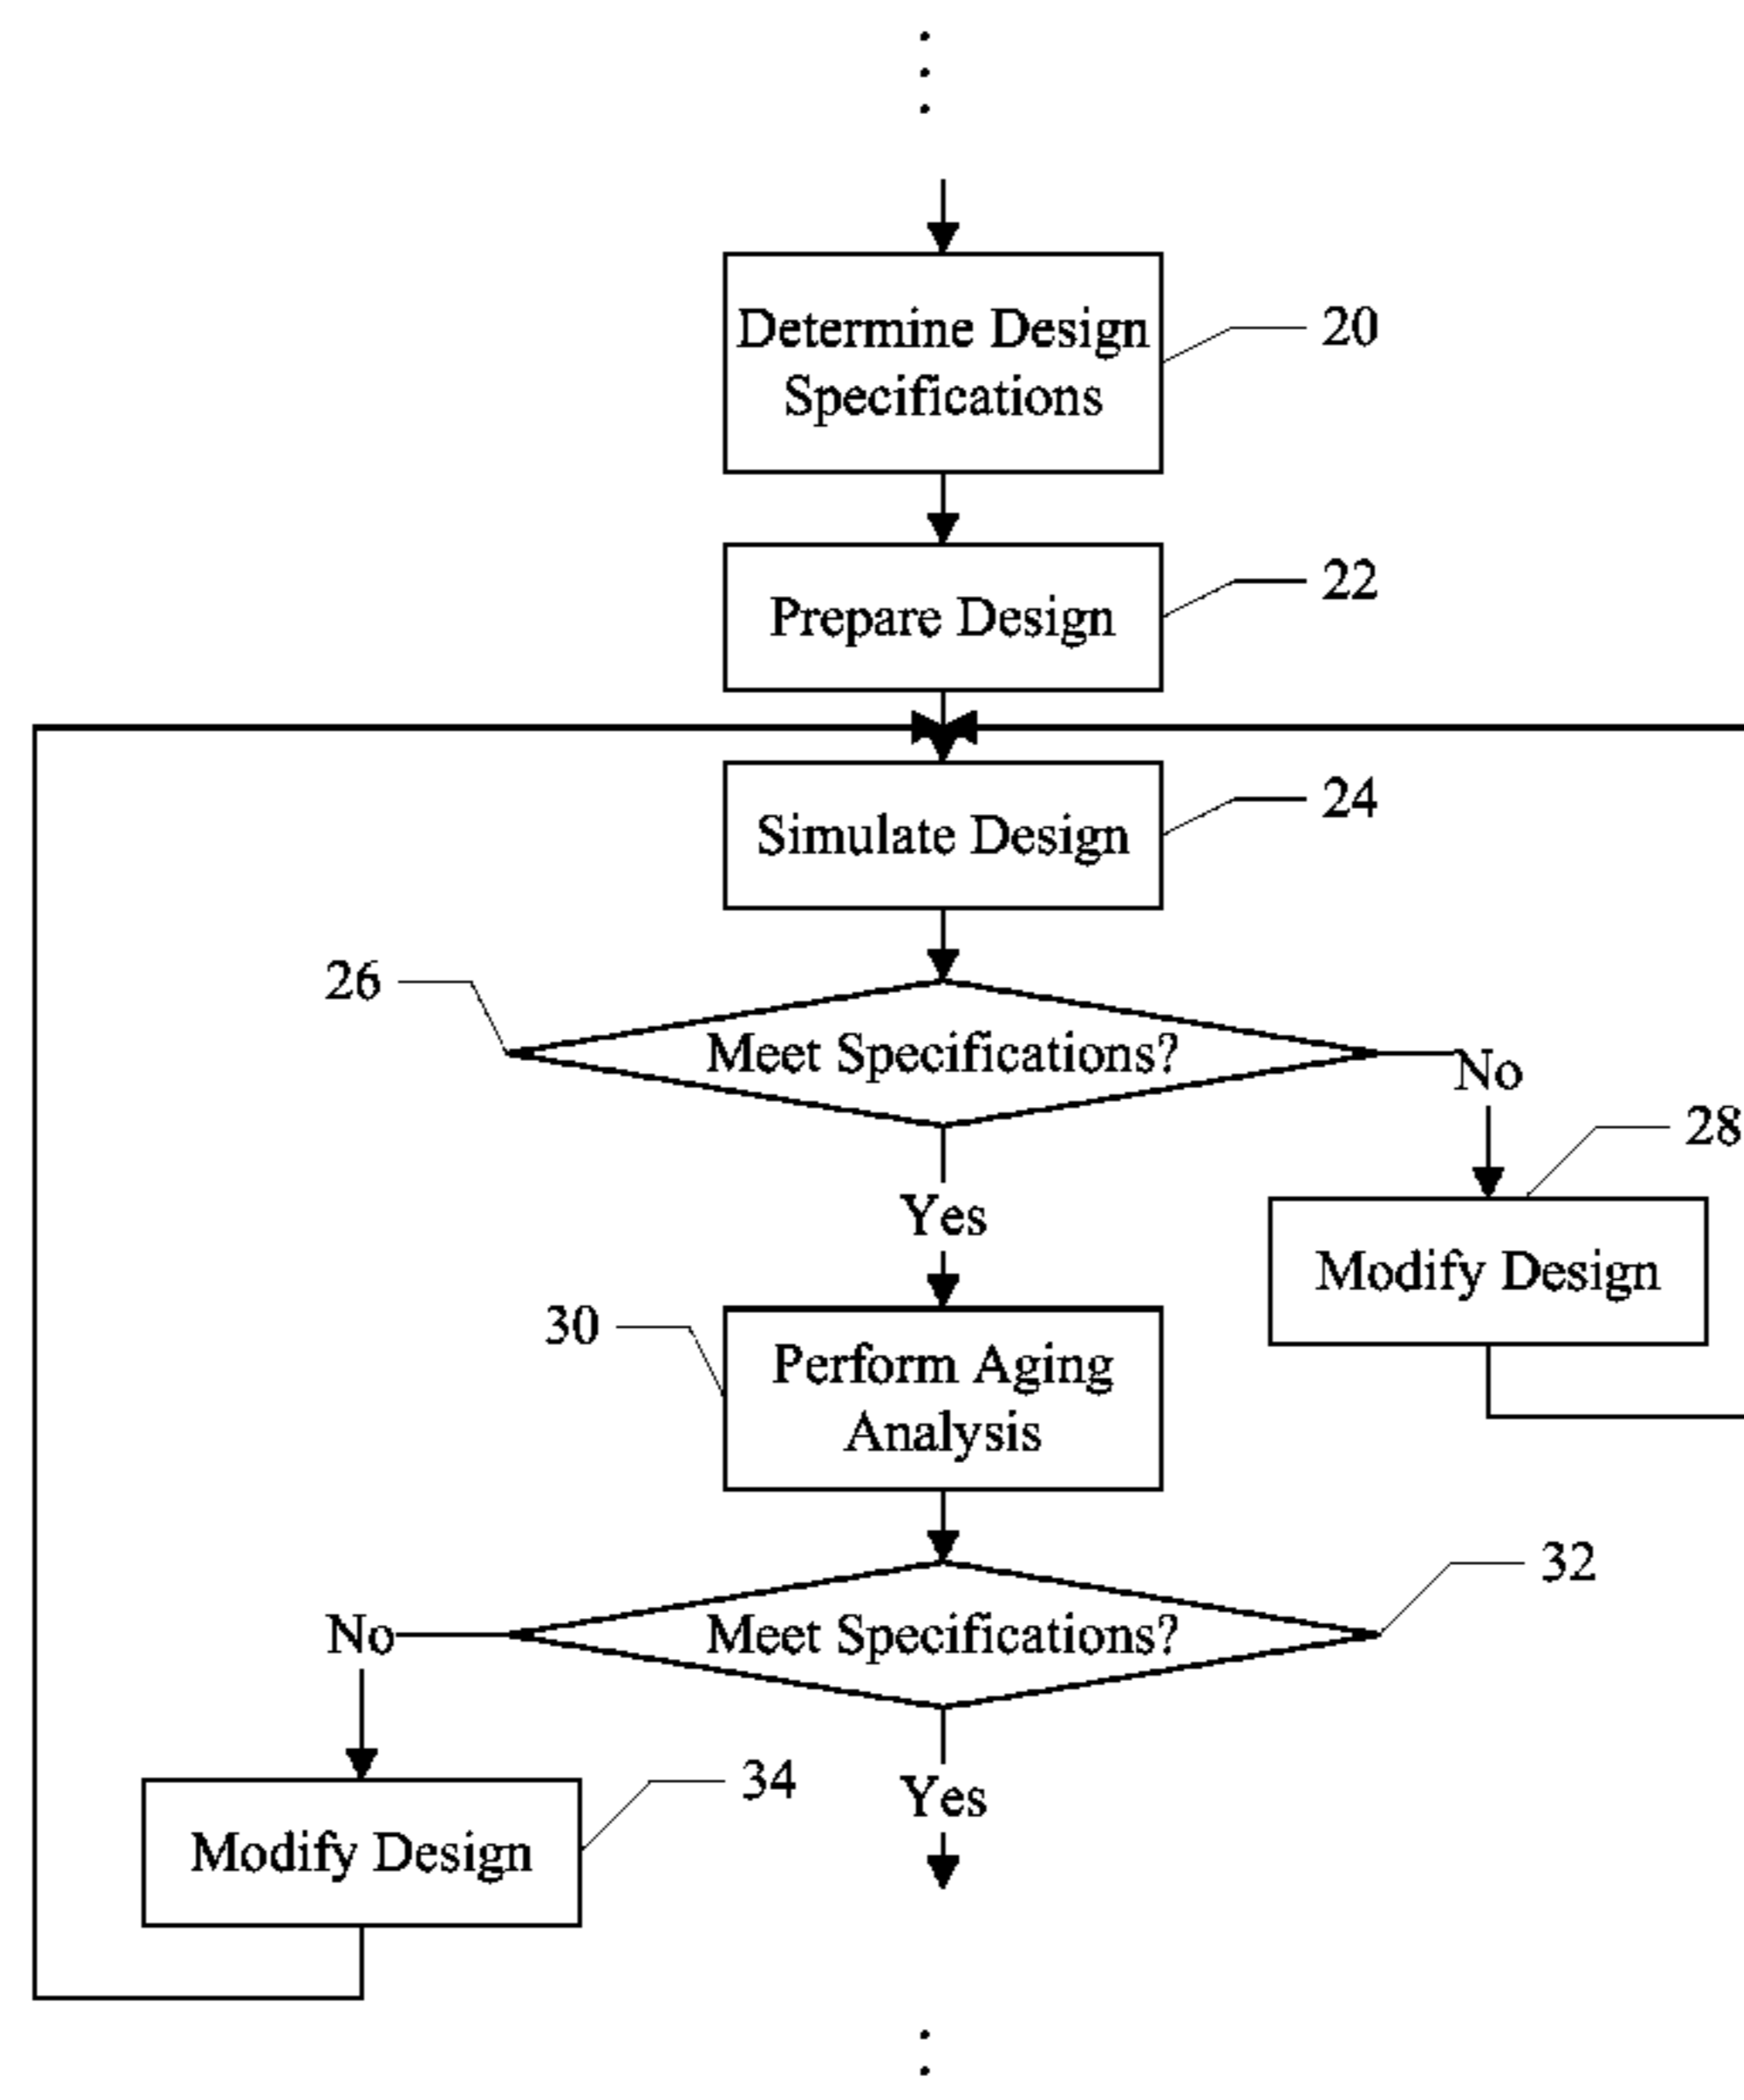 Determine Design
Specifications
20
Prepare Design
22
Simulate Design
24
26
Meet Specifications?
No
28
Yes
Modify Design
30
Perform Aging
Analysis
32
No
Meet Specifications?
34
Yes
Modify Design